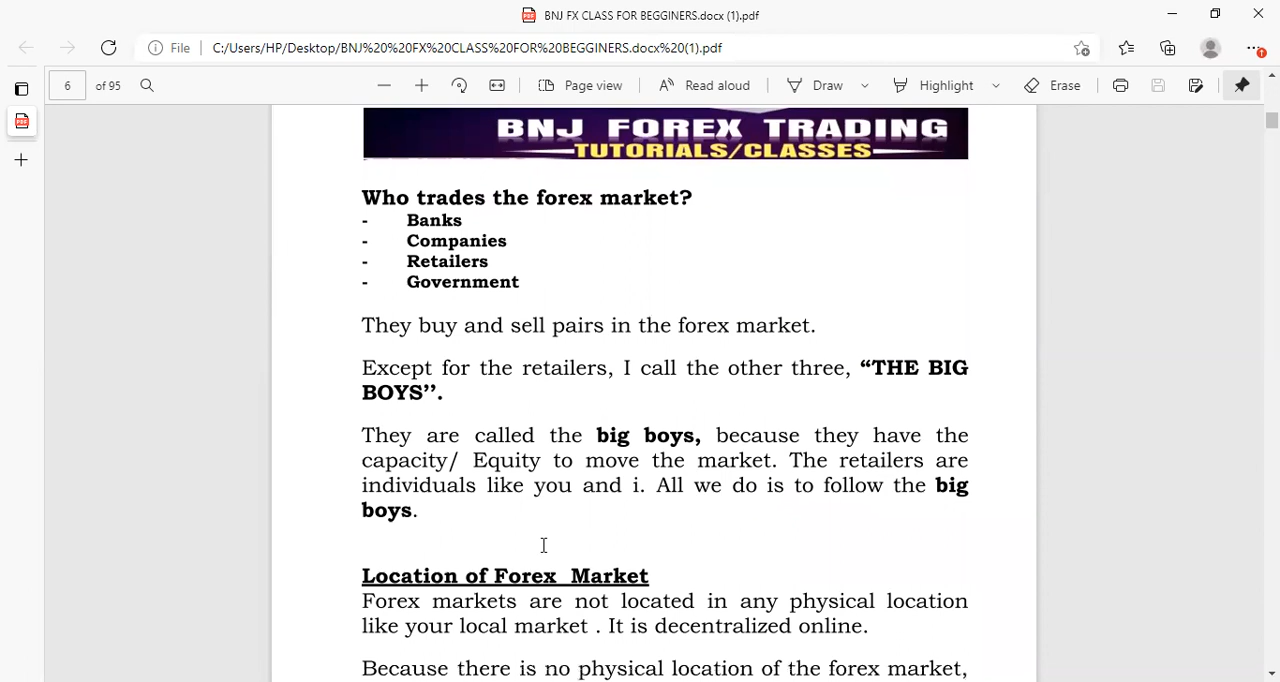 BNJ FX CLASS FOR BEGGINERS.docx (1).pdf
File
C:/Users/HP/Desktop/BNJ%20%20FX%20CLASS%20FOR%20BEGGINERS.docx%20(1).pdf
6 of 95
Page view
Read aloud
Draw
Highlight
Erase
BNJ FOREX TRADING
TUTORIALS/CLASSES
Who trades the forex market?
- Banks
- Companies
- Retailers
- Government
They buy and sell pairs in the forex market.
Except for the retailers, I call the other three, “THE BIG
BOYS’’.
They are called the big boys, because they have the
capacity/ Equity to move the market. The retailers are
individuals like you and i. All we do is to follow the big
boys.
Location of Forex Market
Forex markets are not located in any physical location
like your local market . It is decentralized online.
Because there is no physical location of the forex market,